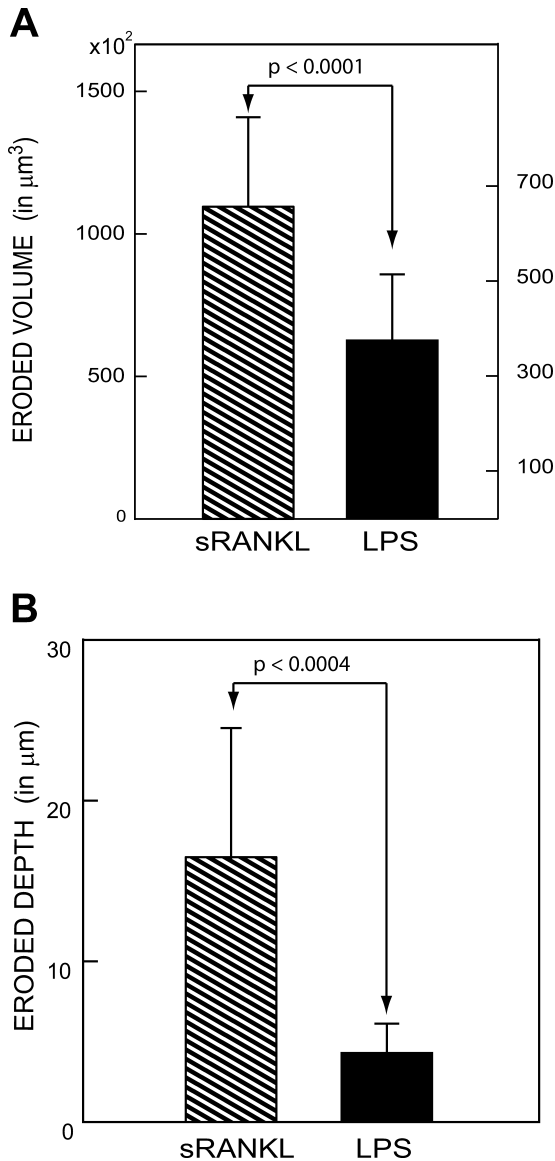 A
x10²
p < 0.0001
1500
1000
500
0
700
500
300
100
ERODED VOLUME (in μm³)
sRANKL LPS
B
30
p < 0.0004
20
10
0
ERODED DEPTH (in μm)
sRANKL LPS